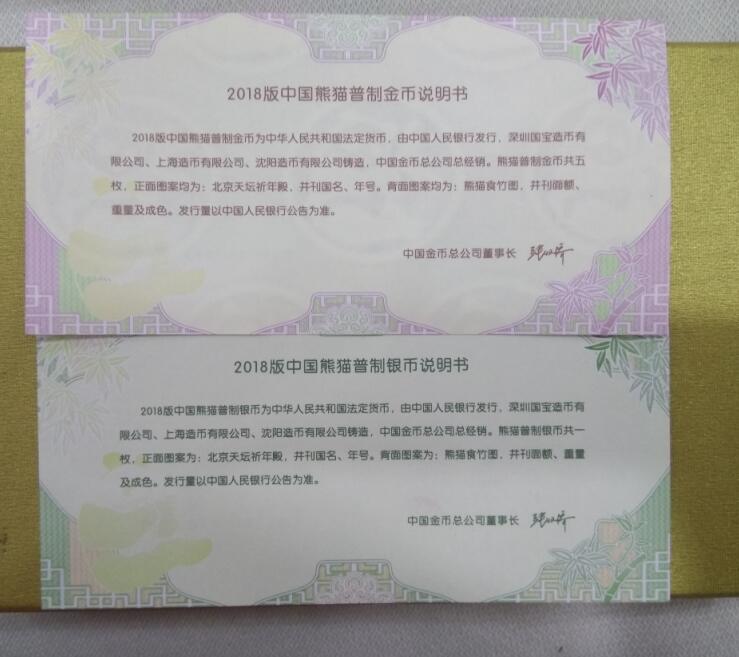 2018版中国熊猫普制金币说明书
2018版中国熊猫普制金币为中华人民共和国法定货币，由中国人民银行发行，深圳国宝造币有
限公司、上海造币有限公司、沈阳造币有限公司铸造，中国金币总公司总经销。熊猫普制金币共五
枚，正面图案均为：北京天坛祈年殿，并刊国名、年号。背面图案均为：熊猫食竹图，并刊面额、
重量及成色。发行量以中国人民银行公告为准。
中国金币总公司董事长
2018版中国熊猫普制银币说明书
2018版中国熊猫普制银币为中华人民共和国法定货币，由中国人民银行发行，深圳国宝造币有
限公司、上海造币有限公司、沈阳造币有限公司铸造，中国金币总公司总经销。熊猫普制银币共一
枚，正面图案为：北京天坛祈年殿，并刊国名、年号。背面图案为：熊猫食竹图，并刊面额、重量
及成色。发行量以中国人民银行公告为准。
中国金币总公司董事长